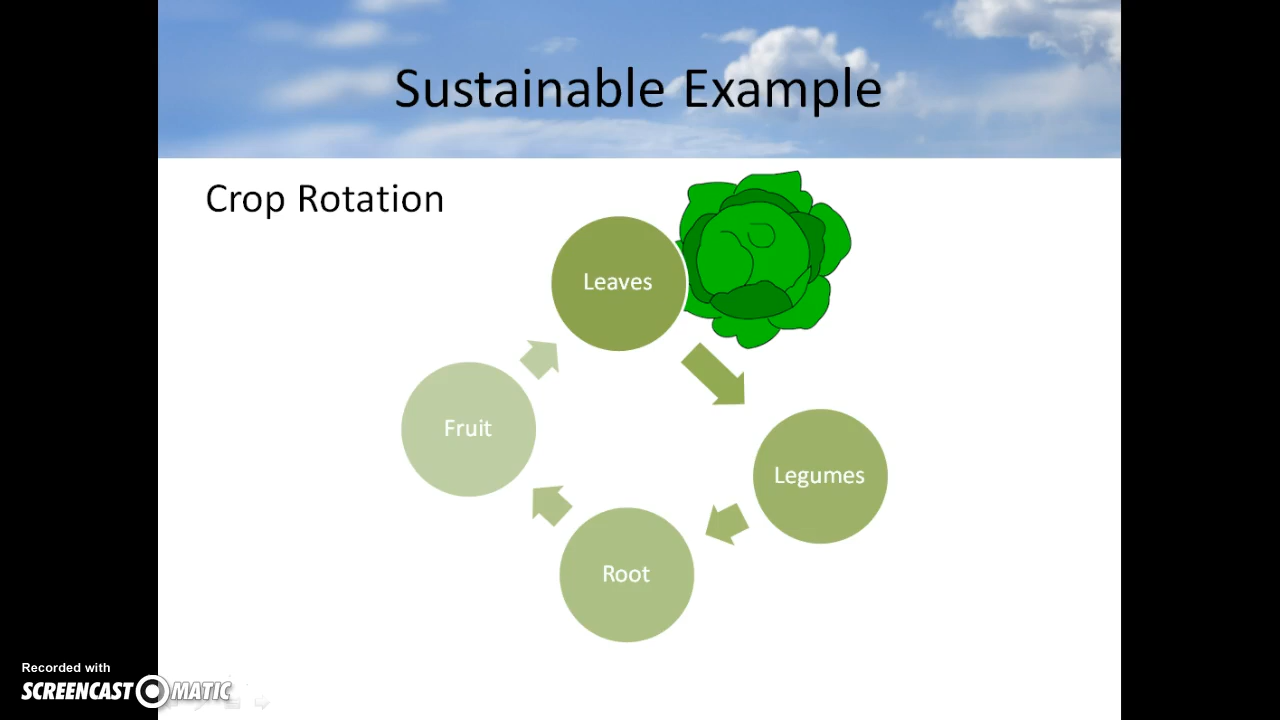 Sustainable Example
Crop Rotation
Leaves
Fruit
Legumes
Root
Recorded with
SCREENCAST MATIC